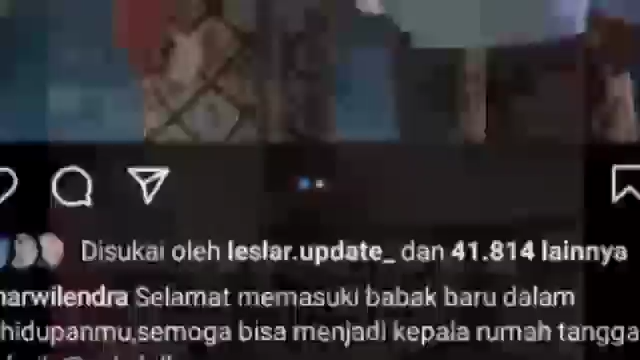 Disukai oleh leslar.update_ dan 41.814 lainnya
narwilendra Selamat memasuki babak baru dalam
hidupanmu,semoga bisa menjadi kepala rumah tangga